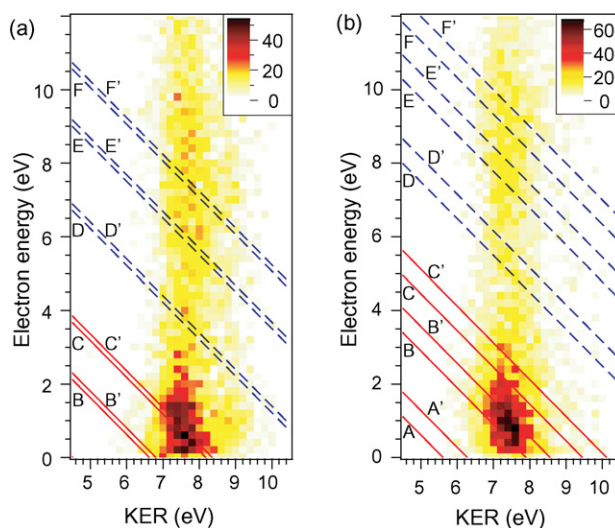 (a)
40
20
0
F F'
E E'
D D'
C C'
B B'
10
8
6
4
2
0
Electron energy (eV)
5 6 7 8 9 10
KER (eV)
(b)
60
40
20
0
F F'
E E'
D D'
C C'
B B'
A A'
10
8
6
4
2
0
Electron energy (eV)
5 6 7 8 9 10
KER (eV)